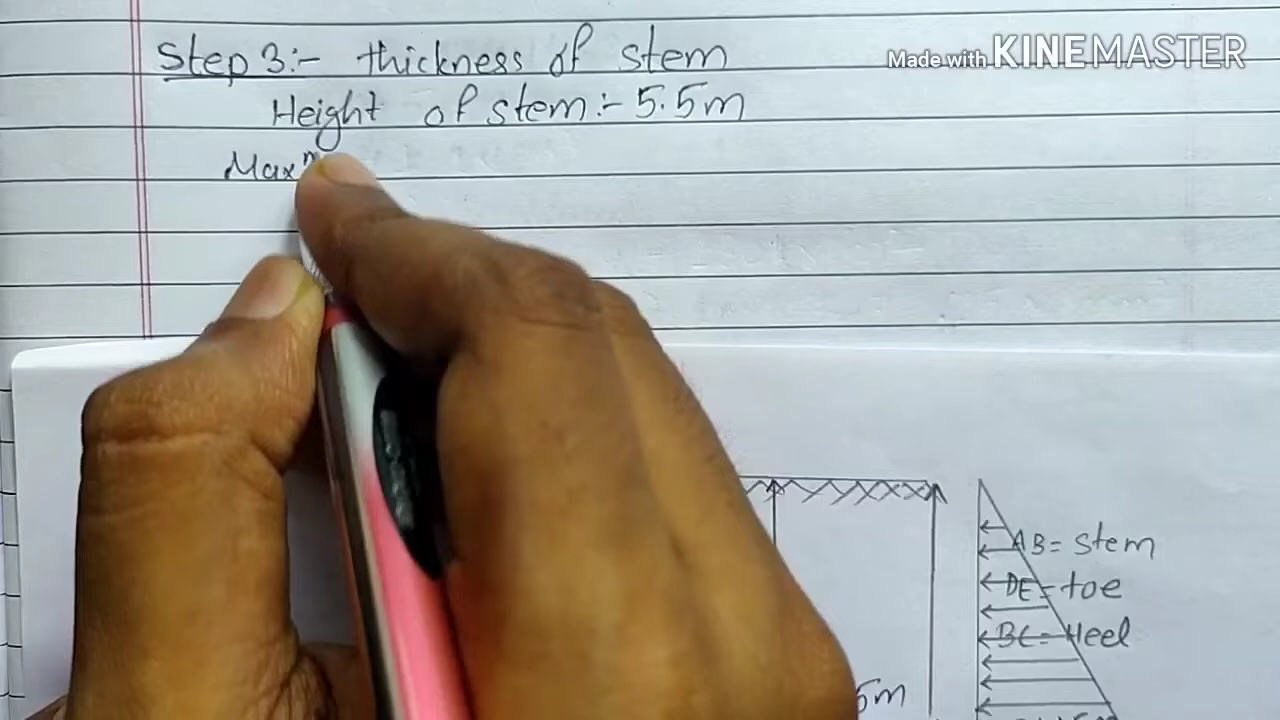 Step 3:- thickness of stem
Made with KINEMASTER
Height of stem:- 5.5m
Maxm
AB= stem
DE= toe
BC= Heel